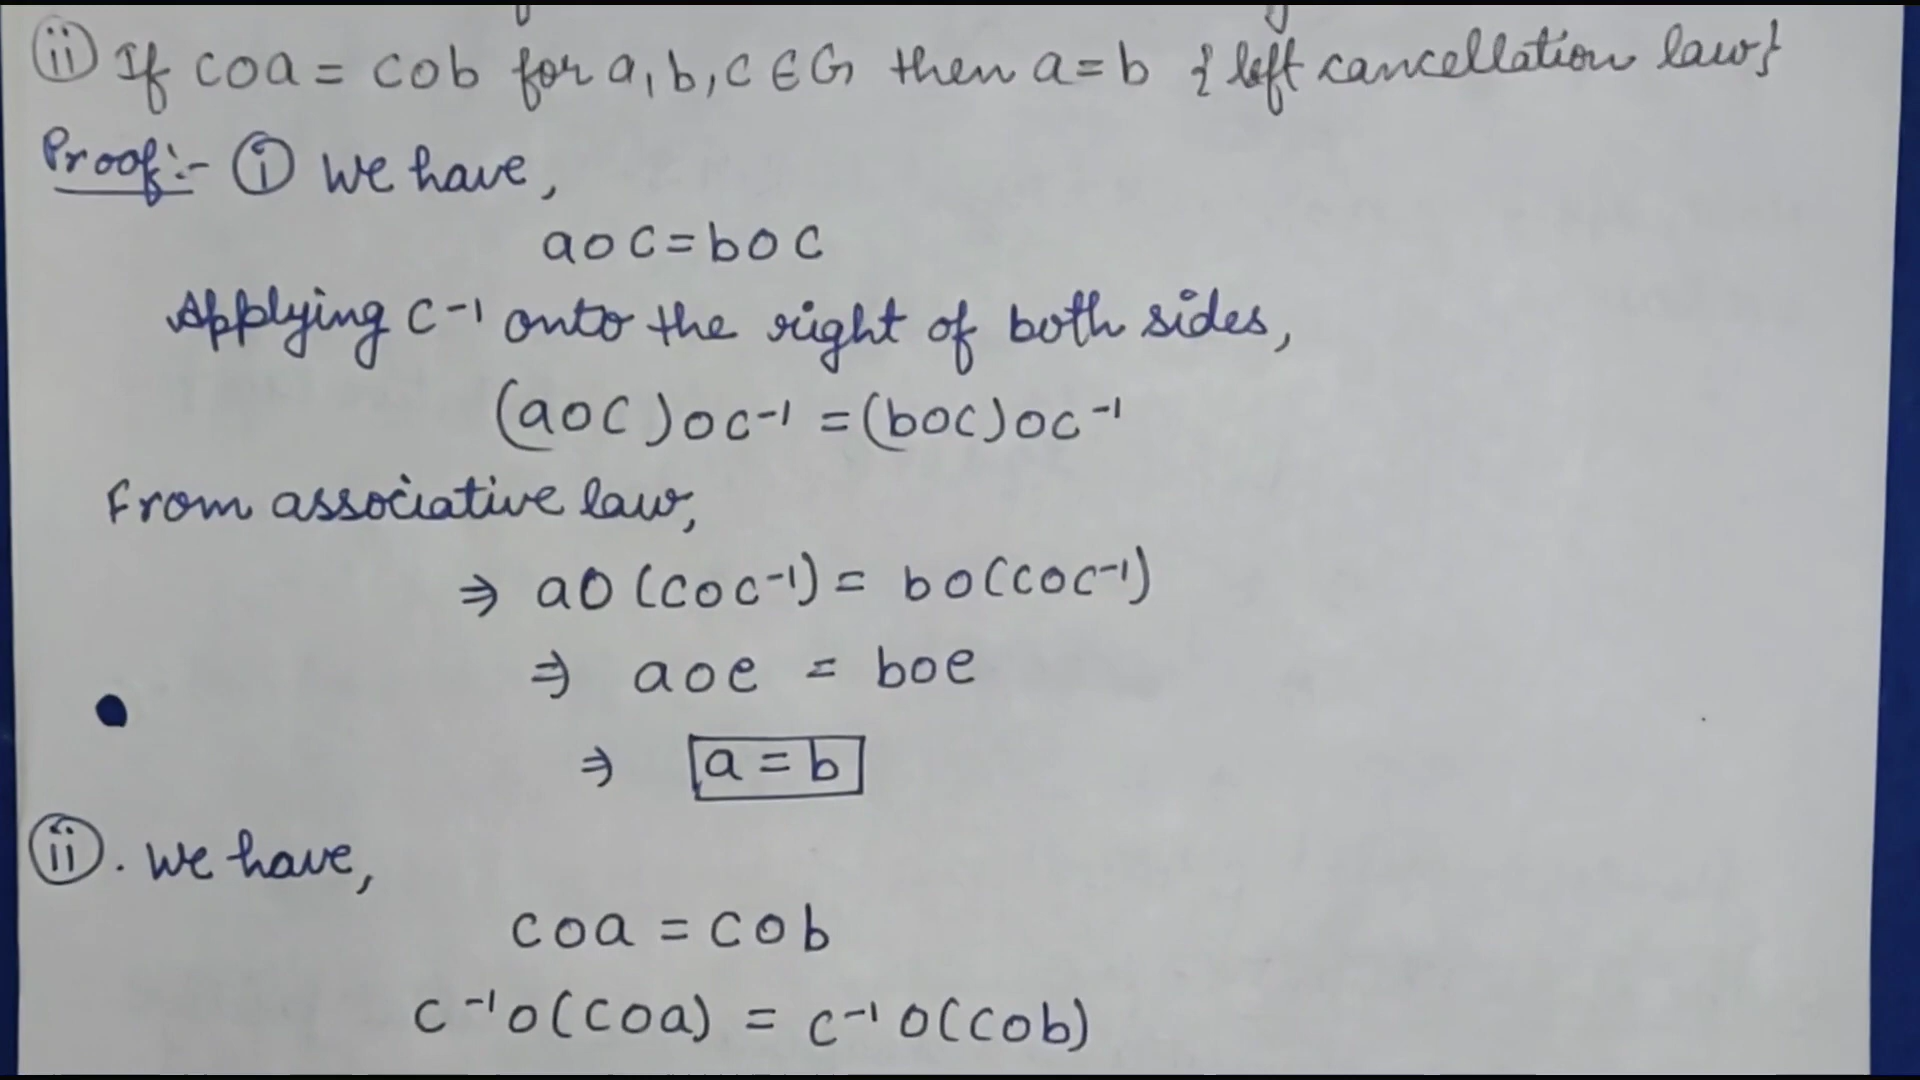 (ii) If coa = cob for a, b, c ∈ G then a = b {left cancellation law}
Proof:- (i) We have,
aoc = boc
Applying c⁻¹ onto the right of both sides,
(aoc)oc⁻¹ = (boc)oc⁻¹
From associative law,
⇒ ao(coc⁻¹) = bo(coc⁻¹)
⇒ aoe = boe
⇒ a = b
(ii). We have,
coa = cob
c⁻¹o(coa) = c⁻¹o(cob)